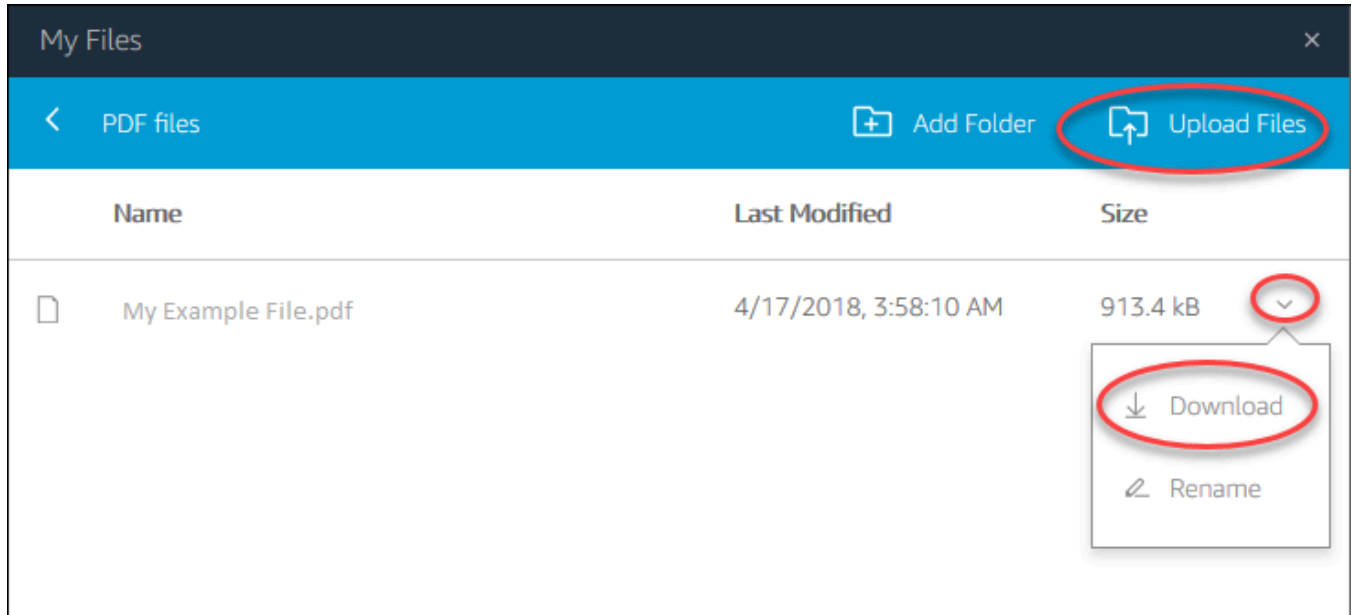 My Files
PDF files Add Folder Upload Files
Name Last Modified Size
My Example File.pdf 4/17/2018, 3:58:10 AM 913.4 kB
Download
Rename